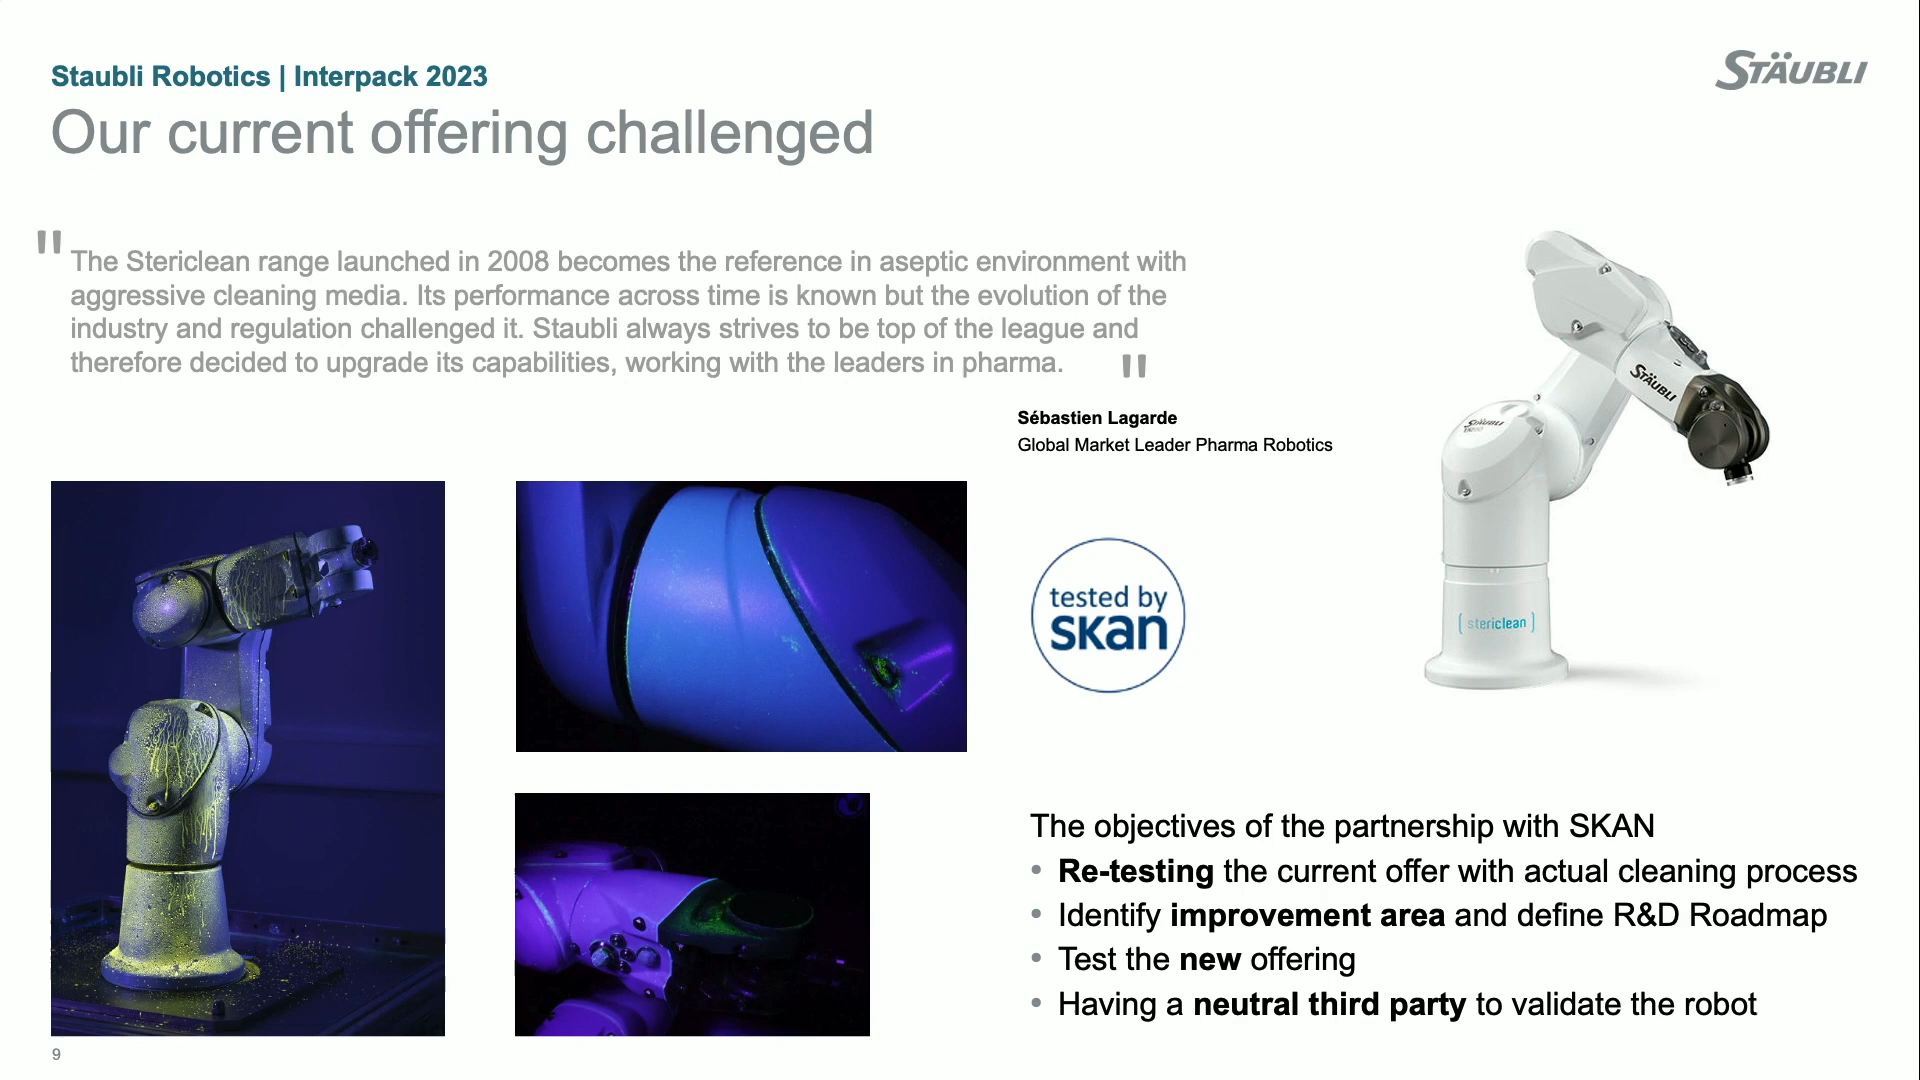 Staubli Robotics | Interpack 2023
STÄUBLI
Our current offering challenged
"The Stericlean range launched in 2008 becomes the reference in aseptic environment with
aggressive cleaning media. Its performance across time is known but the evolution of the
industry and regulation challenged it. Staubli always strives to be top of the league and
therefore decided to upgrade its capabilities, working with the leaders in pharma. "
Sébastien Lagarde
Global Market Leader Pharma Robotics
STÄUBLI
STÄUBLI
[stericlean]
tested by
skan
The objectives of the partnership with SKAN
• Re-testing the current offer with actual cleaning process
• Identify improvement area and define R&D Roadmap
• Test the new offering
• Having a neutral third party to validate the robot
9